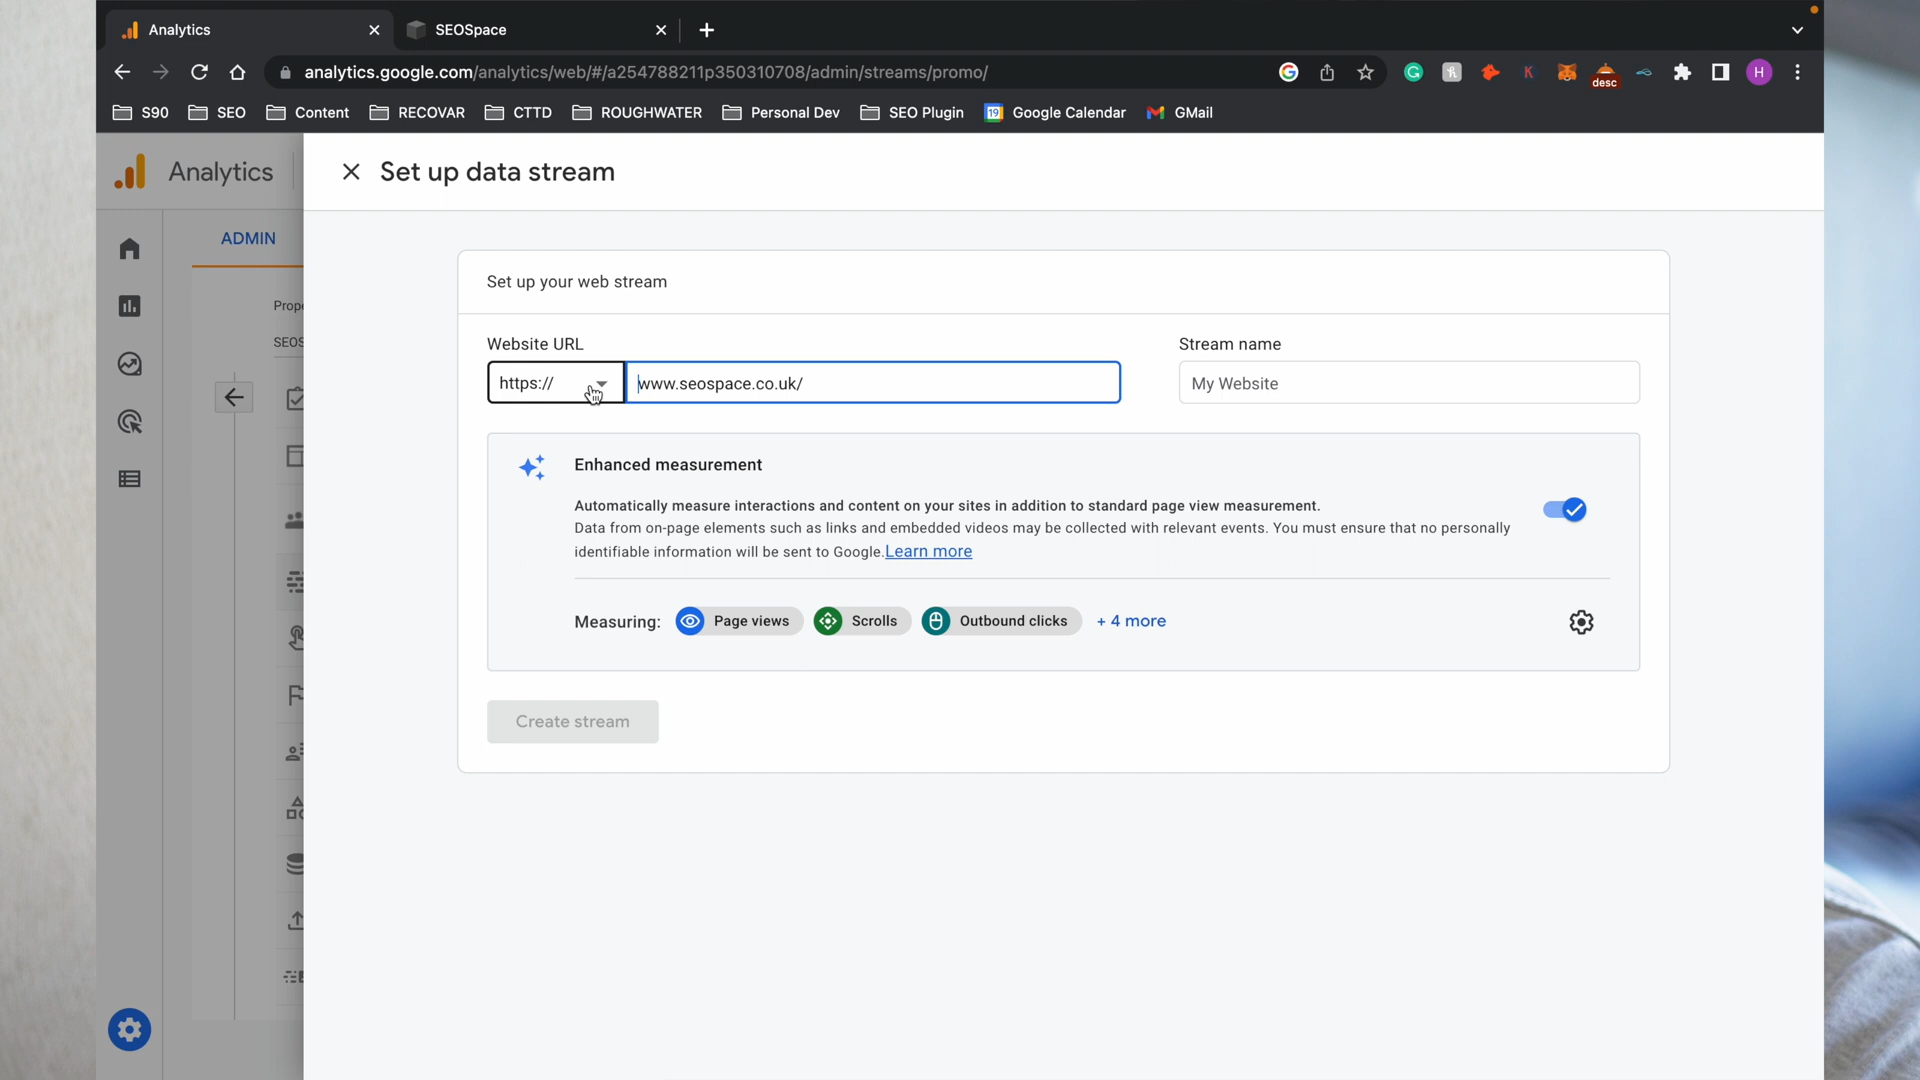 Analytics
SEOSpace
analytics.google.com/analytics/web/#/a254788211p350310708/admin/streams/promo/
desc
H
S90
SEO
Content
RECOVAR
CTTD
ROUGHWATER
Personal Dev
SEO Plugin
19
Google Calendar
GMail
Analytics
Set up data stream
ADMIN
Prope
SEOS
Set up your web stream
Website URL
Stream name
https://
www.seospace.co.uk/
My Website
Enhanced measurement
Automatically measure interactions and content on your sites in addition to standard page view measurement.
Data from on-page elements such as links and embedded videos may be collected with relevant events. You must ensure that no personally
identifiable information will be sent to Google.Learn more
Measuring:
Page views
Scrolls
Outbound clicks
+ 4 more
Create stream